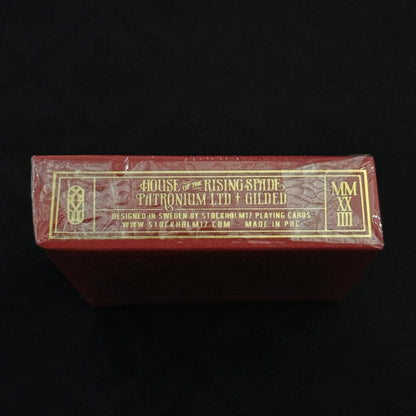 HOUSE OF THE RISING SPADE
PATRONIUM LTD + GILDED
DESIGNED IN SWEDEN BY STOCKHOLM17 PLAYING CARDS
WWW.STOCKHOLM17.COM - MADE IN PRC
MM
XX
IIII